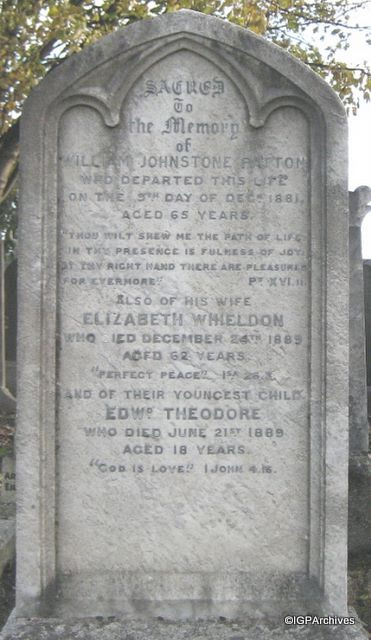 SACRED
To
the Memory
of
WILLIAM JOHNSTONE PATTON
WHO DEPARTED THIS LIFE
ON THE 9TH DAY OF DECR 1881,
AGED 65 YEARS.
"THOU WILT SHEW ME THE PATH OF LIFE,
IN THY PRESENCE IS FULNESS OF JOY,
AT THY RIGHT HAND THERE ARE PLEASURES
FOR EVERMORE." PS XVI.11.
ALSO OF HIS WIFE
ELIZABETH WHIELDON
WHO DIED DECEMBER 24TH 1885
AGED 62 YEARS.
"PERFECT PEACE." ISA 26.3.
AND OF THEIR YOUNGEST CHILD
EDWD THEODORE
WHO DIED JUNE 21ST 1889
AGED 18 YEARS.
"GOD IS LOVE." 1 JOHN 4.16.
©IGPArchives